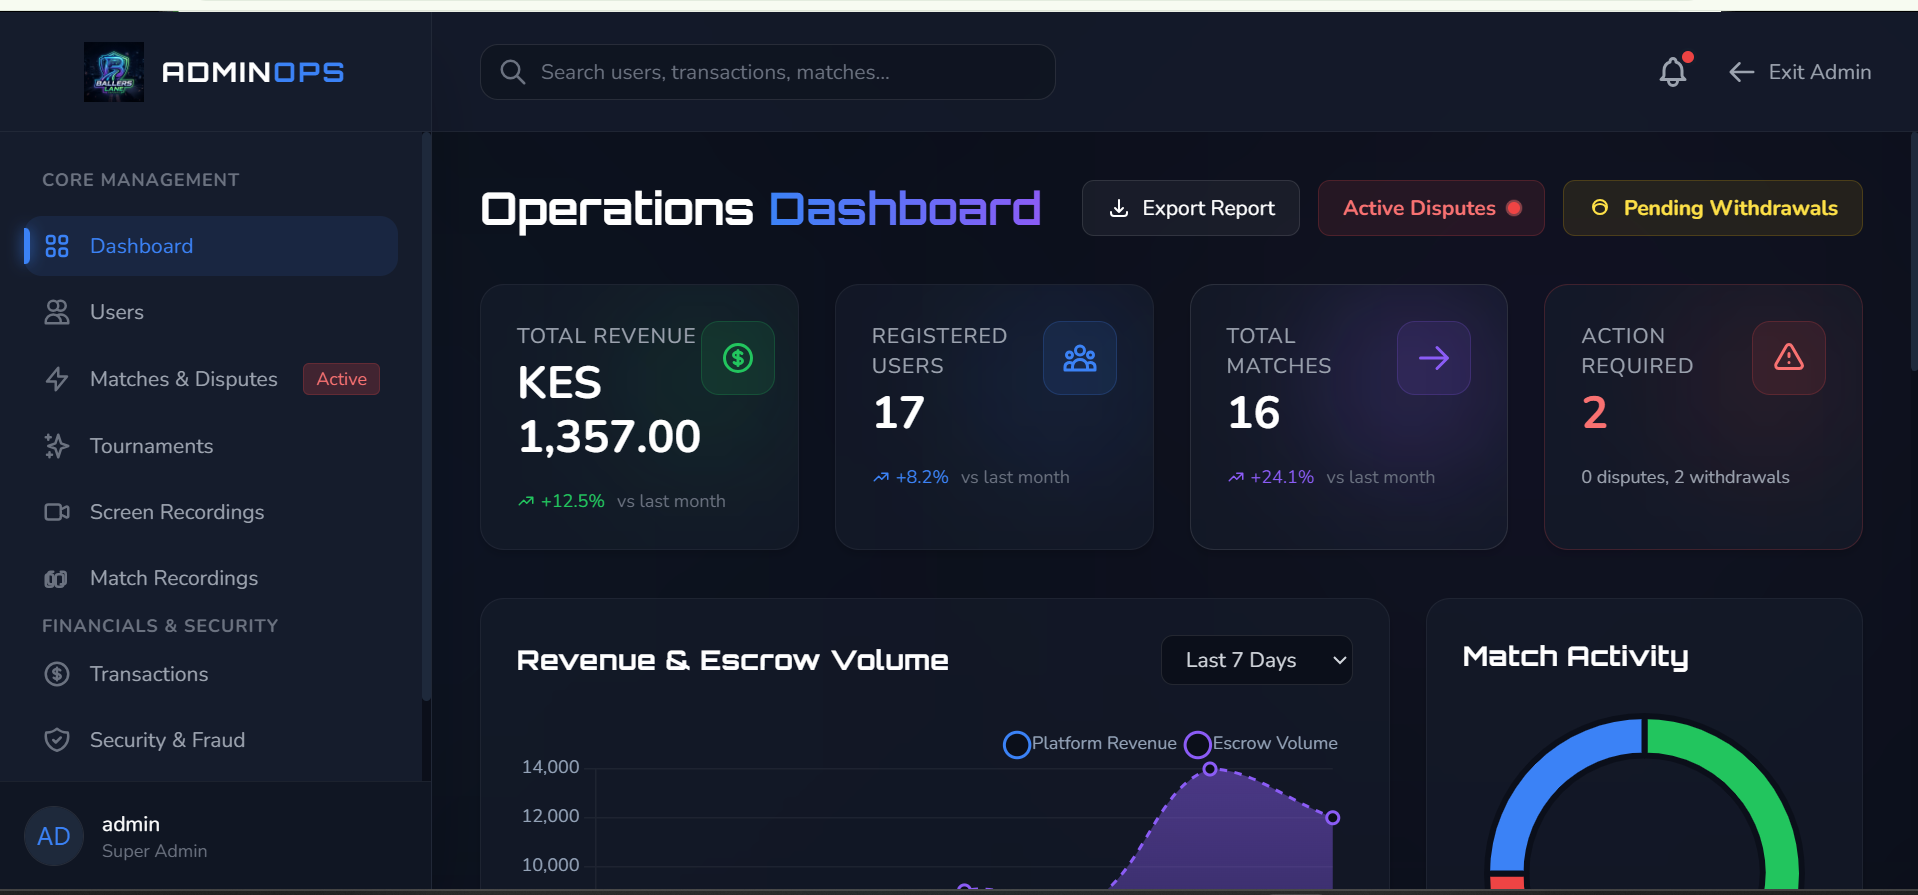 BALLERS
LANE
ADMINOPS
Search users, transactions, matches...
Exit Admin
CORE MANAGEMENT
Dashboard
Users
Matches & Disputes Active
Tournaments
Screen Recordings
Match Recordings
FINANCIALS & SECURITY
Transactions
Security & Fraud
AD
admin
Super Admin
Operations Dashboard
Export Report
Active Disputes
Pending Withdrawals
TOTAL REVENUE
KES
1,357.00
+12.5% vs last month
REGISTERED
USERS
17
+8.2% vs last month
TOTAL
MATCHES
16
+24.1% vs last month
ACTION
REQUIRED
2
0 disputes, 2 withdrawals
Revenue & Escrow Volume
Last 7 Days
Platform Revenue Escrow Volume
14,000
12,000
10,000
Match Activity